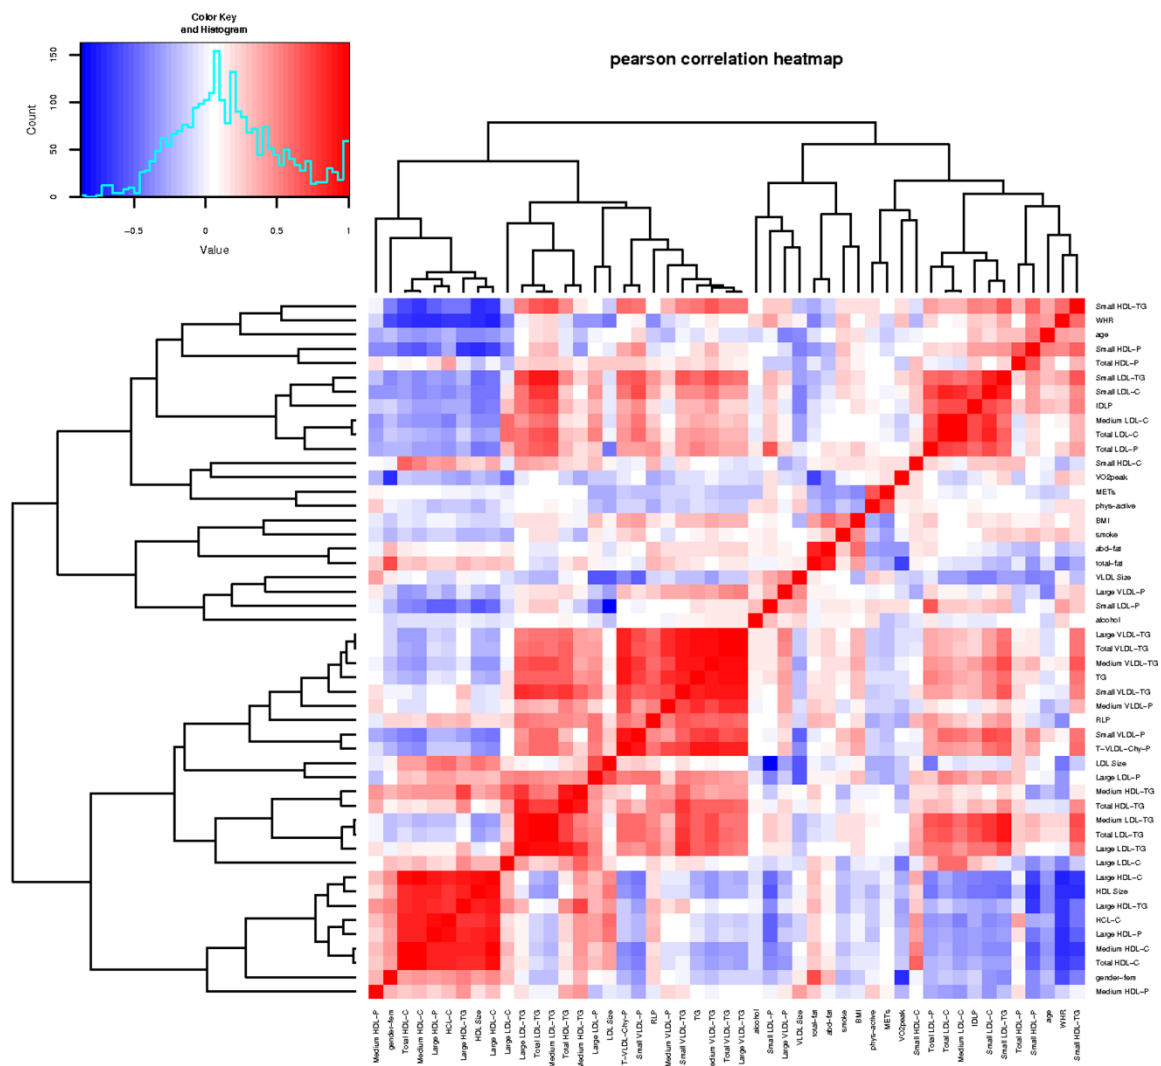 Color Key
and Histogram
150
100
50
0
Count
−0.5
0
0.5
1
Value
pearson correlation heatmap
Small HDL−TG
WHR
age
Small HDL−P
Total HDL−P
Small LDL−TG
Small LDL−C
IDLP
Medium LDL−C
Total LDL−C
Total LDL−P
Small HDL−C
VO2peak
METs
phys−active
BMI
smoke
abd−fat
total−fat
VLDL Size
Large VLDL−P
Small LDL−P
alcohol
Large VLDL−TG
Total VLDL−TG
Medium VLDL−TG
TG
Small VLDL−TG
Medium VLDL−P
RLP
Small VLDL−P
T−VLDL−Chy−P
LDL Size
Large LDL−P
Medium HDL−TG
Total HDL−TG
Medium LDL−TG
Total LDL−TG
Large LDL−TG
Large LDL−C
Large HDL−C
HDL Size
Large HDL−TG
HCL−C
Large HDL−P
Medium HDL−C
Total HDL−C
gender−fem
Medium HDL−P
Medium HDL−P
gender−fem
Total HDL−C
Medium HDL−C
Large HDL−P
HCL−C
Large HDL−TG
HDL Size
Large HDL−C
Large LDL−C
Large LDL−TG
Total LDL−TG
Medium LDL−TG
Total HDL−TG
Medium HDL−TG
Large LDL−P
LDL Size
T−VLDL−Chy−P
Small VLDL−P
RLP
Medium VLDL−P
Small VLDL−TG
TG
Medium VLDL−TG
Total VLDL−TG
Large VLDL−TG
alcohol
Small LDL−P
Large VLDL−P
VLDL Size
total−fat
abd−fat
smoke
BMI
phys−active
METs
VO2peak
Small HDL−C
Total LDL−P
Total LDL−C
Medium LDL−C
IDLP
Small LDL−C
Small LDL−TG
Total HDL−P
Small HDL−P
age
WHR
Small HDL−TG